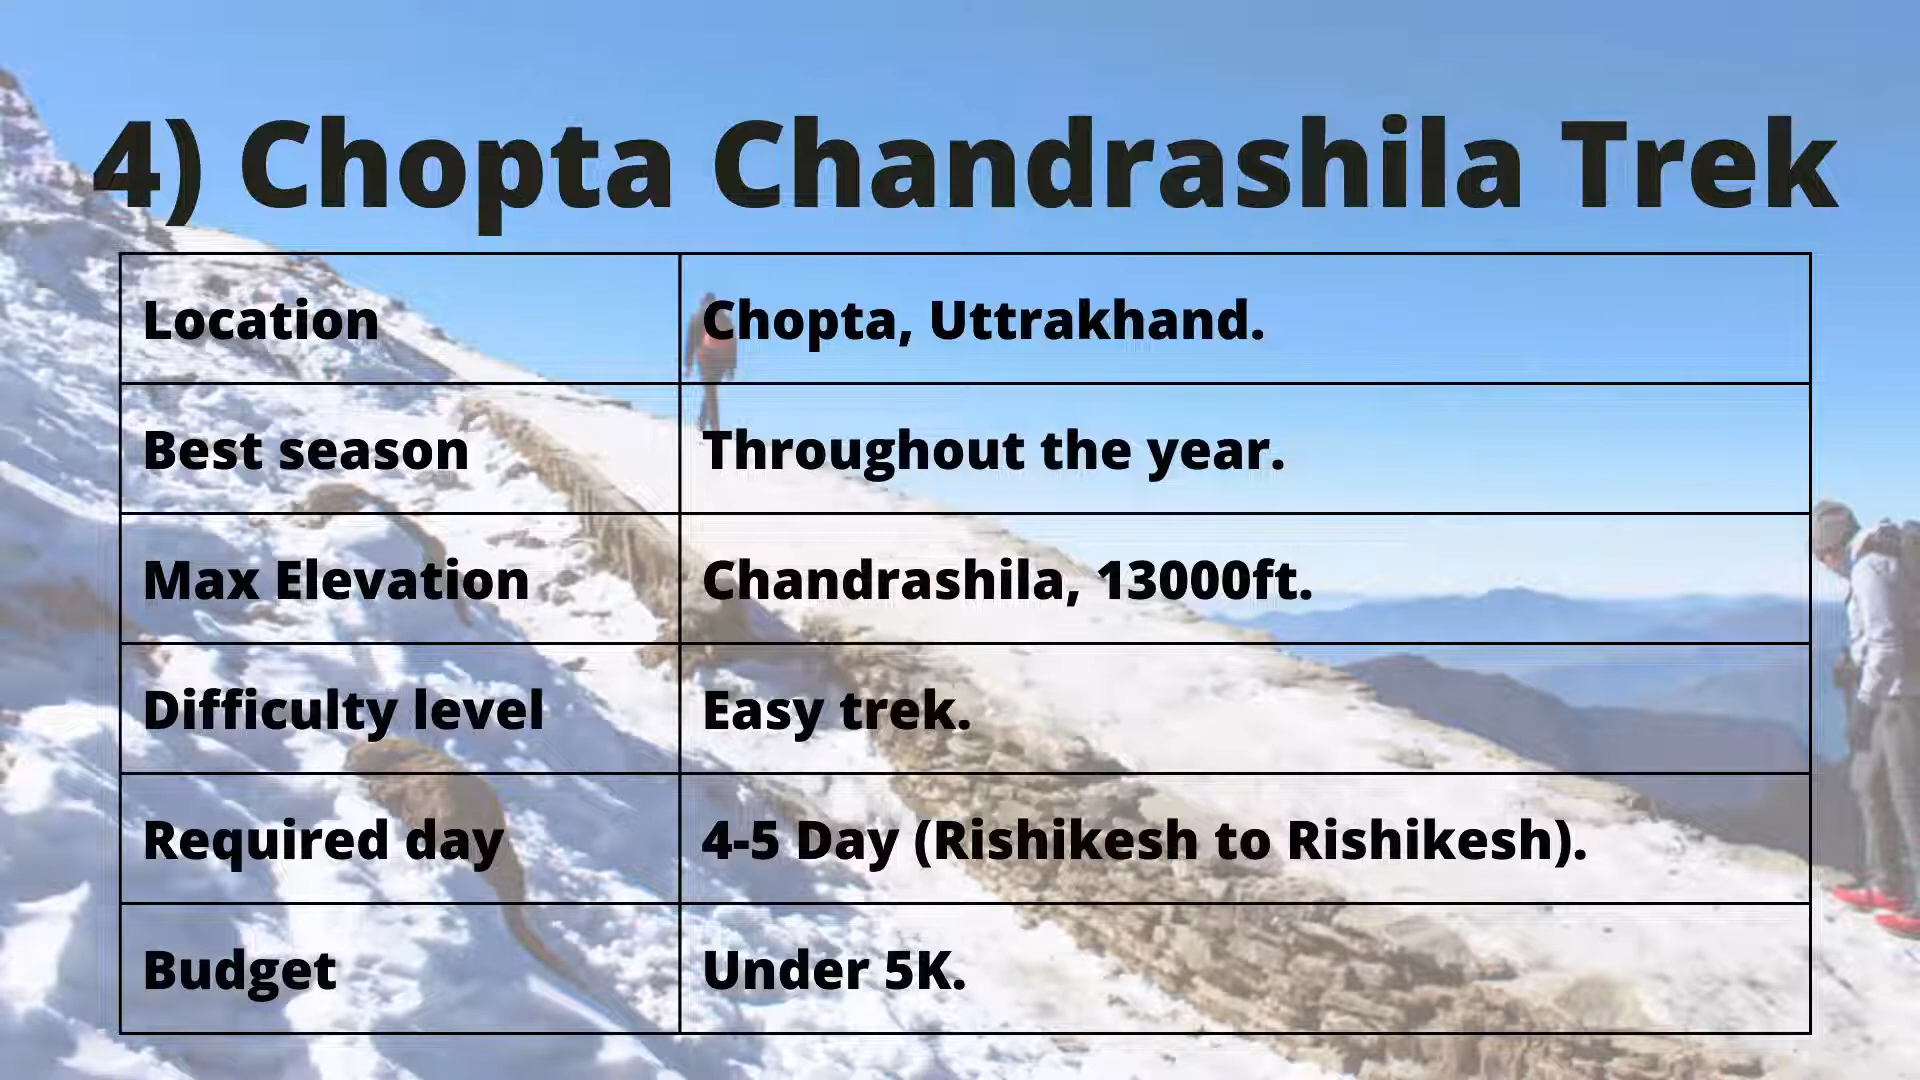 4) Chopta Chandrashila Trek
Location
Chopta, Uttrakhand.
Best season
Throughout the year.
Max Elevation
Chandrashila, 13000ft.
Difficulty level
Easy trek.
Required day
4-5 Day (Rishikesh to Rishikesh).
Budget
Under 5K.